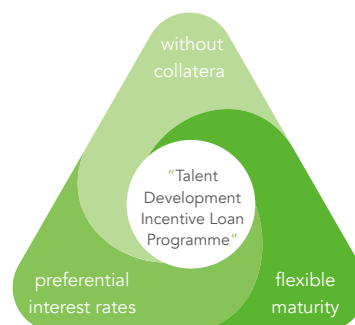 without
collatera
“Talent
Development
Incentive Loan
Programme”
preferential
interest rates
flexible
maturity